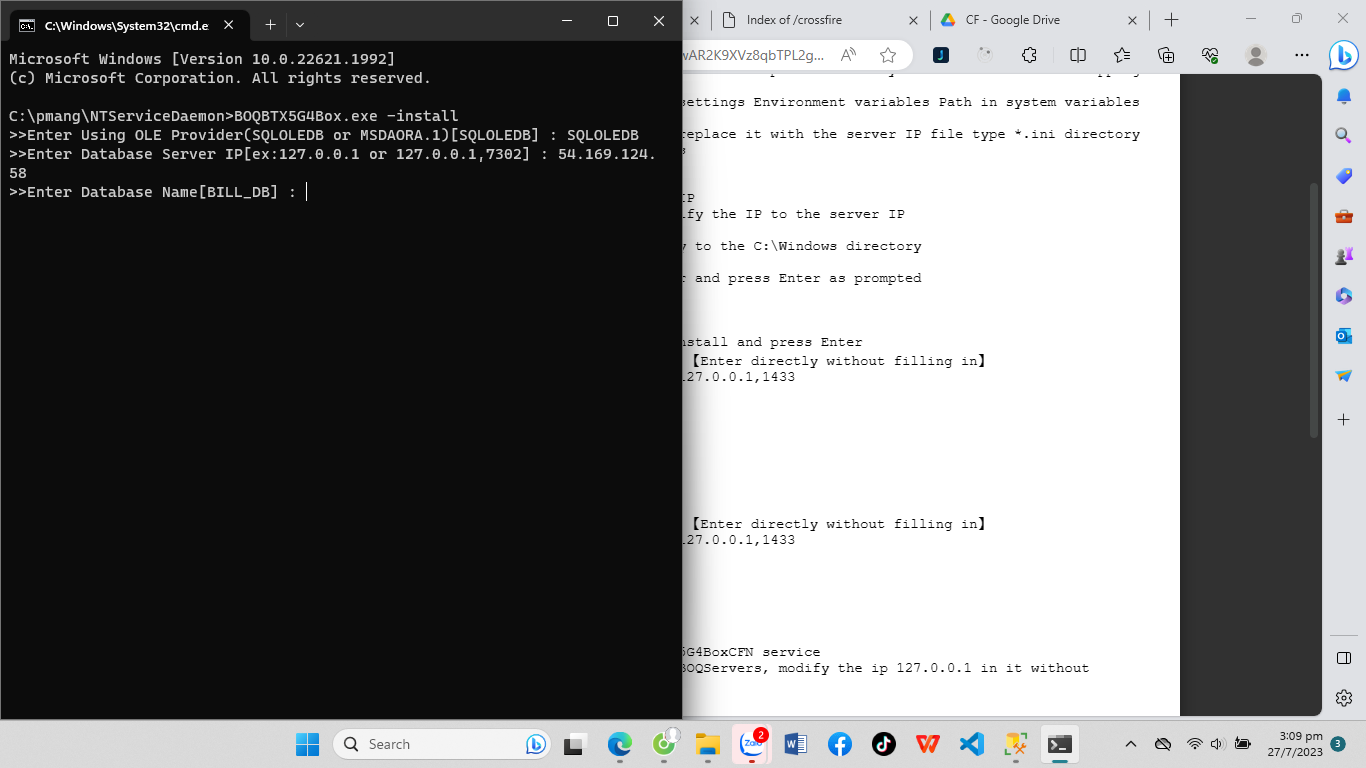 C:\Windows\System32\cmd.e
Microsoft Windows [Version 10.0.22621.1992]
(c) Microsoft Corporation. All rights reserved.
C:\pmang\NTServiceDaemon>BOQBTX5G4Box.exe -install
>>Enter Using OLE Provider(SQLOLEDB or MSDAORA.1)[SQLOLEDB] : SQLOLEDB
>>Enter Database Server IP[ex:127.0.0.1 or 127.0.0.1,7302] : 54.169.124.
58
>>Enter Database Name[BILL_DB] :
Index of /crossfire
CF - Google Drive
wAR2K9XVz8qbTPL2g...
settings Environment variables Path in system variables
replace it with the server IP file type *.ini directory
IP
ify the IP to the server IP
y to the C:\Windows directory
r and press Enter as prompted
nstall and press Enter
【Enter directly without filling in】
127.0.0.1,1433
【Enter directly without filling in】
127.0.0.1,1433
5G4BoxCFN service
BOQServers, modify the ip 127.0.0.1 in it without
Search
Zalo
2
3:09 pm
27/7/2023
3